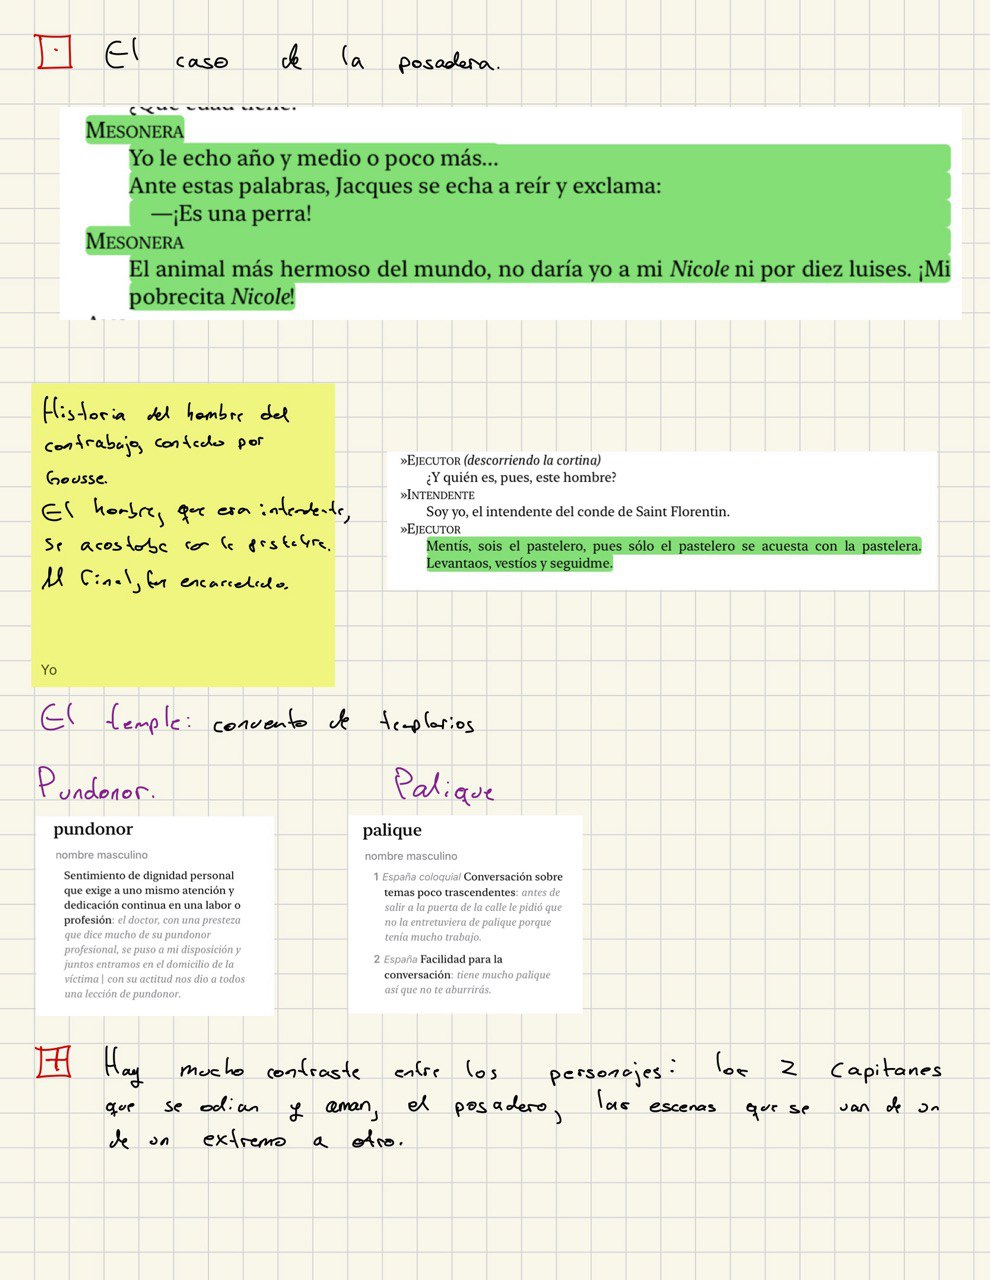 El caso de la posadera.
MESONERA
Yo le echo año y medio o poco más...
Ante estas palabras, Jacques se echa a reír y exclama:
—¡Es una perra!
MESONERA
El animal más hermoso del mundo, no daría yo a mi Nicole ni por diez luises. ¡Mi
pobrecita Nicole!
Historia del hombre del
contrabajo, contado por
Gousse.
El hombre, que era intendente,
se acostaba con la pastelera.
Al final, fue encarcelado.
Yo
»EJECUTOR (descorriendo la cortina)
¿Y quién es, pues, este hombre?
»INTENDENTE
Soy yo, el intendente del conde de Saint Florentin.
»EJECUTOR
Mentís, sois el pastelero, pues sólo el pastelero se acuesta con la pastelera.
Levantaos, vestíos y seguidme.
El temple: convento de templarios
Pundonor.
pundonor
nombre masculino
Sentimiento de dignidad personal
que exige a uno mismo atención y
dedicación continua en una labor o
profesión: el doctor, con una presteza
que dice mucho de su pundonor
profesional, se puso a mi disposición y
juntos entramos en el domicilio de la
víctima | con su actitud nos dio a todos
una lección de pundonor.
Palique
palique
nombre masculino
1 España coloquial Conversación sobre
temas poco trascendentes: antes de
salir a la puerta de la calle le pidió que
no la entretuviera de palique porque
tenía mucho trabajo.
2 España Facilidad para la
conversación: tiene mucho palique
así que no te aburrirás.
Hay mucho contraste entre los personajes: los 2 capitanes
que se odian y aman, el posadero, las escenas que se van de un
de un extremo a otro.